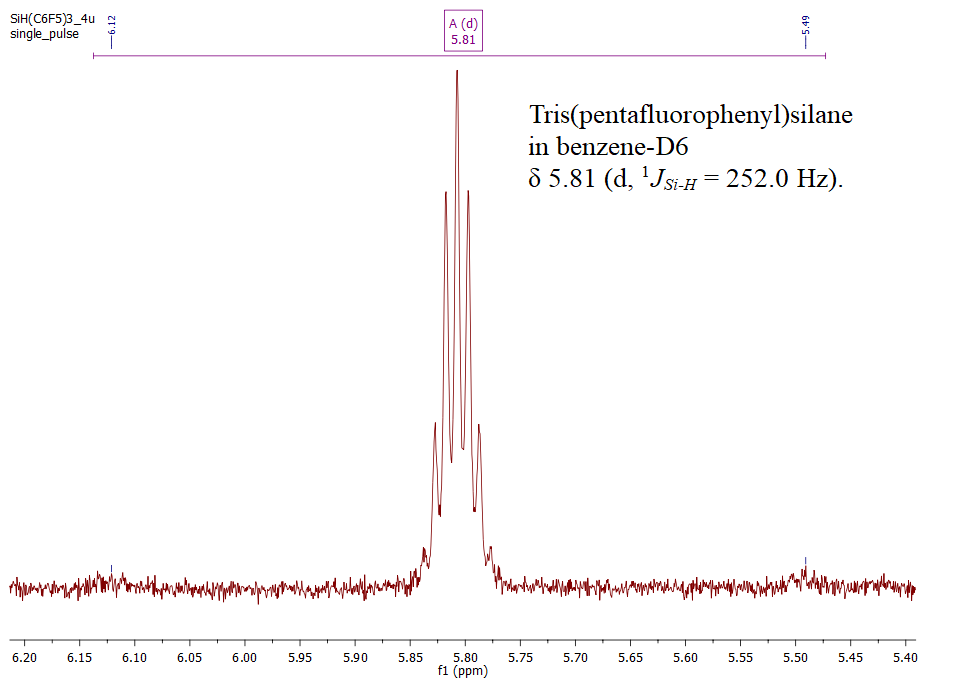 SiH(C6F5)3_4u
single_pulse
6.12
A (d)
5.81
5.49
Tris(pentafluorophenyl)silane
in benzene-D6
δ 5.81 (d, ¹J_Si-H = 252.0 Hz).
6.20 6.15 6.10 6.05 6.00 5.95 5.90 5.85 5.80 5.75 5.70 5.65 5.60 5.55 5.50 5.45 5.40
f1 (ppm)